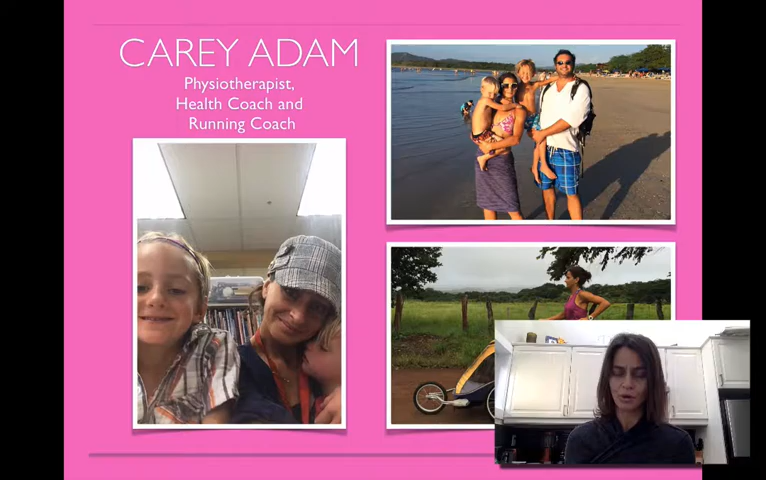 CAREY ADAM
Physiotherapist,
Health Coach and
Running Coach